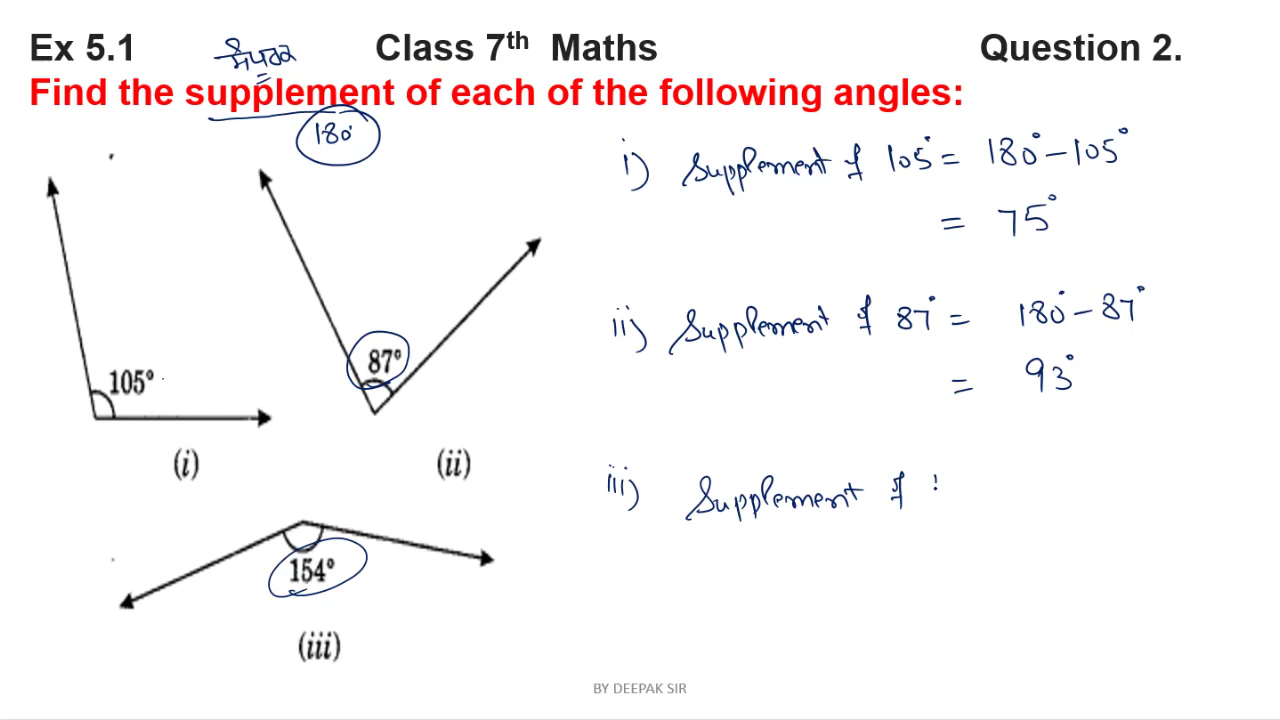 Ex 5.1 Class 7th Maths Question 2.
संपूरक
Find the supplement of each of the following angles:
180°
105°
(i)
87°
(ii)
154°
(iii)
i) Supplement of 105° = 180° - 105°
= 75°
ii) Supplement of 87° = 180° - 87°
= 93°
iii) Supplement of
BY DEEPAK SIR